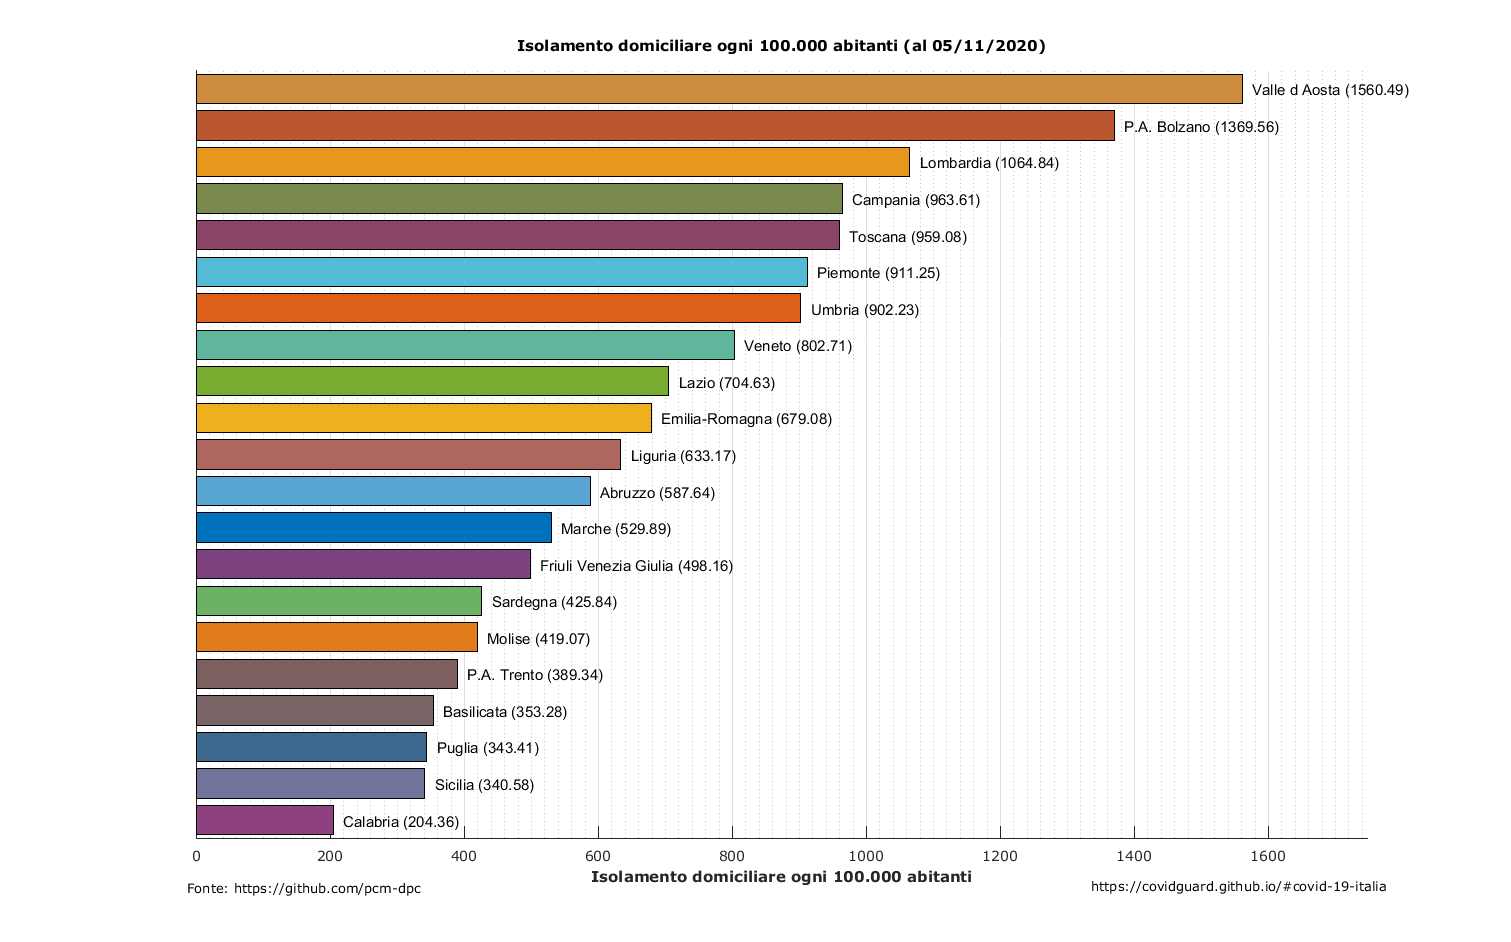 Isolamento domiciliare ogni 100.000 abitanti (al 05/11/2020)
Valle d Aosta (1560.49)
P.A. Bolzano (1369.56)
Lombardia (1064.84)
Campania (963.61)
Toscana (959.08)
Piemonte (911.25)
Umbria (902.23)
Veneto (802.71)
Lazio (704.63)
Emilia-Romagna (679.08)
Liguria (633.17)
Abruzzo (587.64)
Marche (529.89)
Friuli Venezia Giulia (498.16)
Sardegna (425.84)
Molise (419.07)
P.A. Trento (389.34)
Basilicata (353.28)
Puglia (343.41)
Sicilia (340.58)
Calabria (204.36)
0 200 400 600 800 1000 1200 1400 1600
Isolamento domiciliare ogni 100.000 abitanti
Fonte: https://github.com/pcm-dpc
https://covidguard.github.io/#covid-19-italia